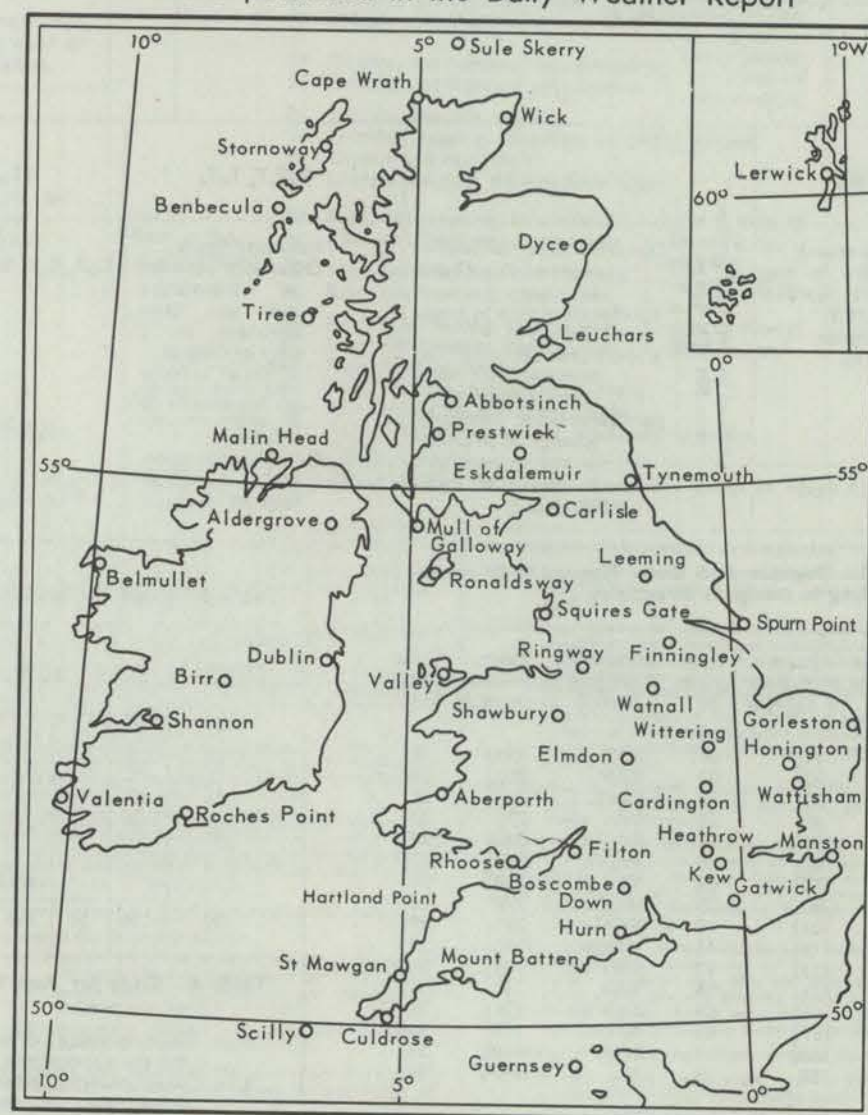 in the Daily Weather Report
10° 5° 1°W
Sule Skerry
Cape Wrath
Wick
Stornoway
Lerwick
60°
Benbecula
Dyce
Tiree
Leuchars
0°
Abbotsinch
Malin Head
Prestwick
55° Eskdalemuir Tynemouth 55°
Aldergrove
Mull of
Galloway
Carlisle
Belmullet
Ronaldsway
Leeming
Squires Gate
Spurn Point
Dublin
Ringway
Finningley
Birr
Valley
Shannon
Shawbury
Watnall
Wittering
Gorleston
Elmdon
Honington
Valentia
Roches Point
Aberporth
Cardington
Wattisham
Rhoose
Filton
Heathrow
Manston
Kew
Boscombe
Down
Gatwick
Hartland Point
Hurn
St Mawgan
Mount Batten
50° 50°
Scilly
Culdrose
Guernsey
10° 5° 0°